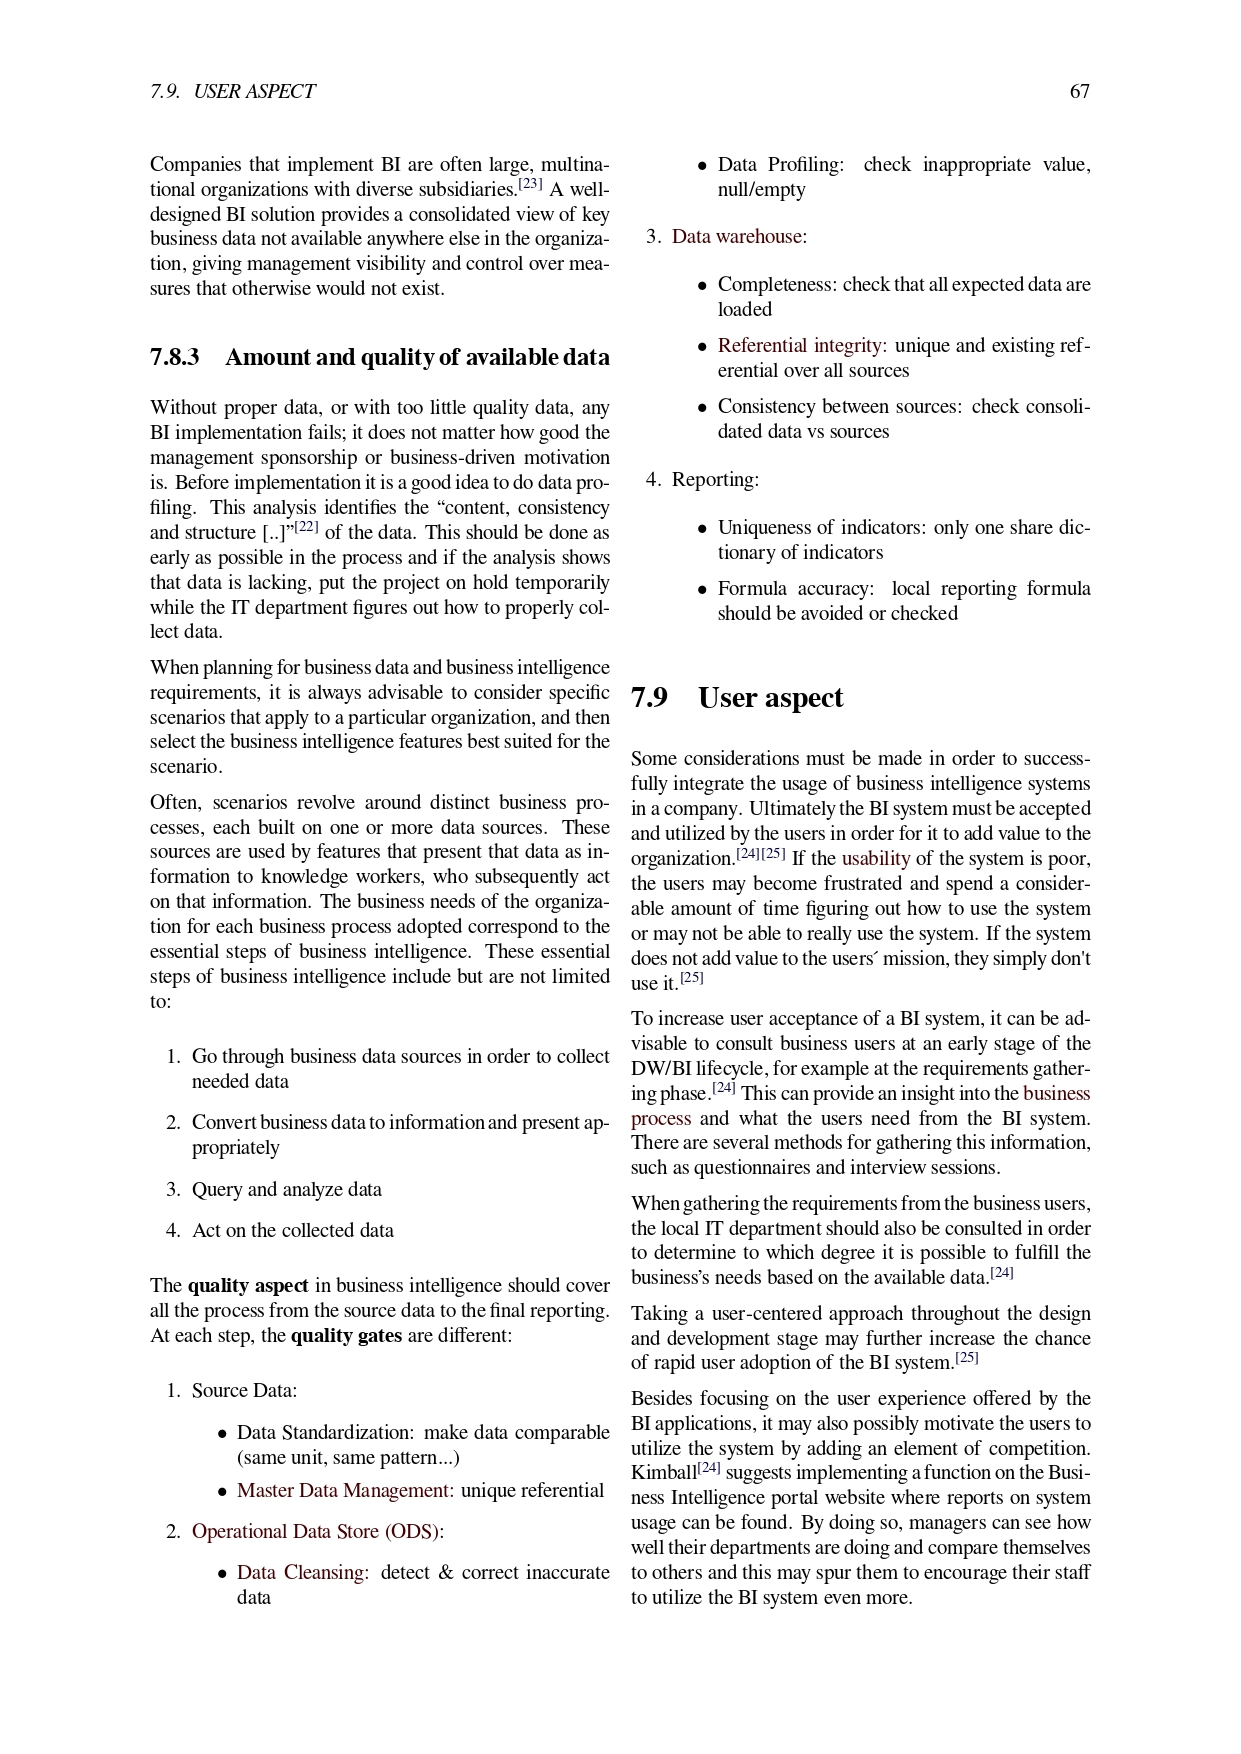 7.9. USER ASPECT 67
Companies that implement BI are often large, multina-
tional organizations with diverse subsidiaries.[23] A well-
designed BI solution provides a consolidated view of key
business data not available anywhere else in the organiza-
tion, giving management visibility and control over mea-
sures that otherwise would not exist.
7.8.3 Amount and quality of available data
Without proper data, or with too little quality data, any
BI implementation fails; it does not matter how good the
management sponsorship or business-driven motivation
is. Before implementation it is a good idea to do data pro-
filing. This analysis identifies the “content, consistency
and structure [..]”[22] of the data. This should be done as
early as possible in the process and if the analysis shows
that data is lacking, put the project on hold temporarily
while the IT department figures out how to properly col-
lect data.
When planning for business data and business intelligence
requirements, it is always advisable to consider specific
scenarios that apply to a particular organization, and then
select the business intelligence features best suited for the
scenario.
Often, scenarios revolve around distinct business pro-
cesses, each built on one or more data sources. These
sources are used by features that present that data as in-
formation to knowledge workers, who subsequently act
on that information. The business needs of the organiza-
tion for each business process adopted correspond to the
essential steps of business intelligence. These essential
steps of business intelligence include but are not limited
to:
1. Go through business data sources in order to collect
needed data
2. Convert business data to information and present ap-
propriately
3. Query and analyze data
4. Act on the collected data
The quality aspect in business intelligence should cover
all the process from the source data to the final reporting.
At each step, the quality gates are different:
1. Source Data:
• Data Standardization: make data comparable
(same unit, same pattern...)
• Master Data Management: unique referential
2. Operational Data Store (ODS):
• Data Cleansing: detect & correct inaccurate
data
• Data Profiling: check inappropriate value,
null/empty
3. Data warehouse:
• Completeness: check that all expected data are
loaded
• Referential integrity: unique and existing ref-
erential over all sources
• Consistency between sources: check consoli-
dated data vs sources
4. Reporting:
• Uniqueness of indicators: only one share dic-
tionary of indicators
• Formula accuracy: local reporting formula
should be avoided or checked
7.9 User aspect
Some considerations must be made in order to success-
fully integrate the usage of business intelligence systems
in a company. Ultimately the BI system must be accepted
and utilized by the users in order for it to add value to the
organization.[24][25] If the usability of the system is poor,
the users may become frustrated and spend a consider-
able amount of time figuring out how to use the system
or may not be able to really use the system. If the system
does not add value to the users´ mission, they simply don't
use it.[25]
To increase user acceptance of a BI system, it can be ad-
visable to consult business users at an early stage of the
DW/BI lifecycle, for example at the requirements gather-
ing phase.[24] This can provide an insight into the business
process and what the users need from the BI system.
There are several methods for gathering this information,
such as questionnaires and interview sessions.
When gathering the requirements from the business users,
the local IT department should also be consulted in order
to determine to which degree it is possible to fulfill the
business’s needs based on the available data.[24]
Taking a user-centered approach throughout the design
and development stage may further increase the chance
of rapid user adoption of the BI system.[25]
Besides focusing on the user experience offered by the
BI applications, it may also possibly motivate the users to
utilize the system by adding an element of competition.
Kimball[24] suggests implementing a function on the Busi-
ness Intelligence portal website where reports on system
usage can be found. By doing so, managers can see how
well their departments are doing and compare themselves
to others and this may spur them to encourage their staff
to utilize the BI system even more.